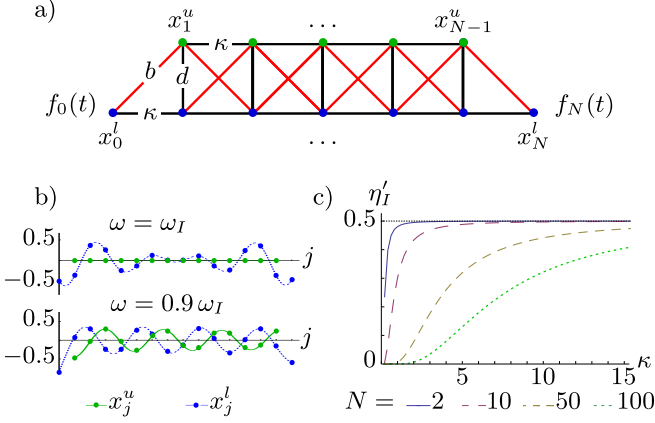 a)
x_1^u ... x_{N-1}^u
κ
b d
f_0(t) κ f_N(t)
x_0^l ... x_N^l
b)
ω = ω_I
0.5
-0.5
j
ω = 0.9 ω_I
0.5
-0.5
j
x_j^u x_j^l
c)
η'_I
0.5
0
5 10 15 κ
N = 2 10 50 100